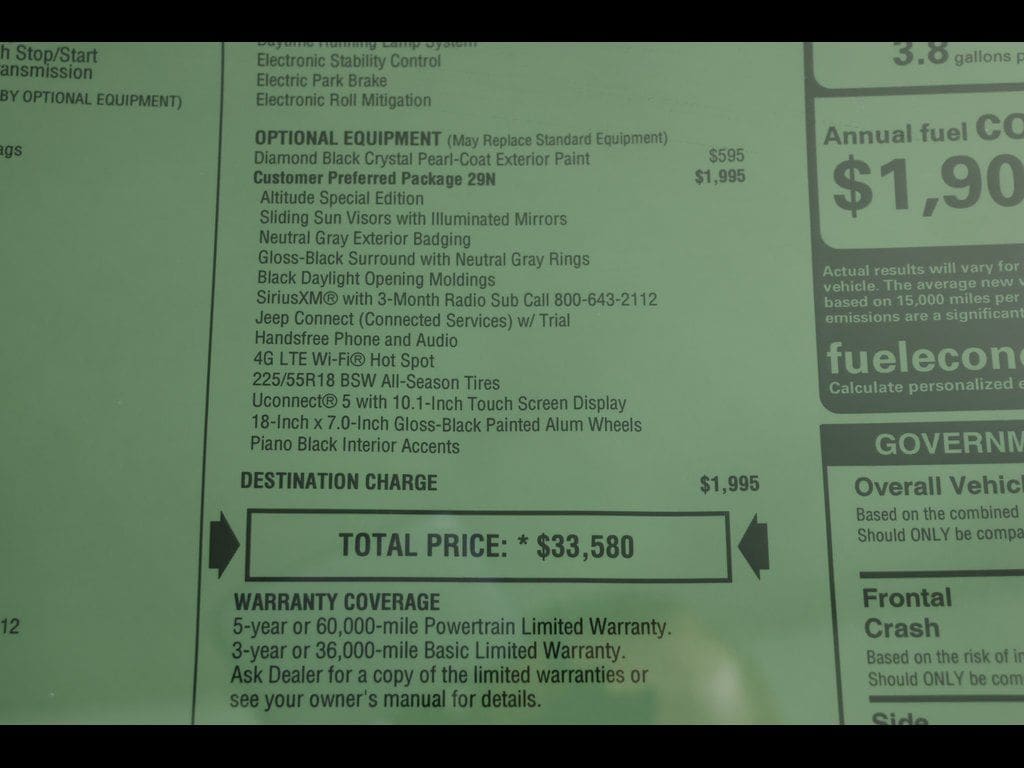 h Stop/Start
ansmission
BY OPTIONAL EQUIPMENT)
ags
12
Daytime Running Lamp System
Electronic Stability Control
Electric Park Brake
Electronic Roll Mitigation
OPTIONAL EQUIPMENT (May Replace Standard Equipment)
Diamond Black Crystal Pearl-Coat Exterior Paint $595
Customer Preferred Package 29N $1,995
Altitude Special Edition
Sliding Sun Visors with Illuminated Mirrors
Neutral Gray Exterior Badging
Gloss-Black Surround with Neutral Gray Rings
Black Daylight Opening Moldings
SiriusXM® with 3-Month Radio Sub Call 800-643-2112
Jeep Connect (Connected Services) w/ Trial
Handsfree Phone and Audio
4G LTE Wi-Fi® Hot Spot
225/55R18 BSW All-Season Tires
Uconnect® 5 with 10.1-Inch Touch Screen Display
18-Inch x 7.0-Inch Gloss-Black Painted Alum Wheels
Piano Black Interior Accents
DESTINATION CHARGE $1,995
TOTAL PRICE: * $33,580
WARRANTY COVERAGE
5-year or 60,000-mile Powertrain Limited Warranty.
3-year or 36,000-mile Basic Limited Warranty.
Ask Dealer for a copy of the limited warranties or
see your owner's manual for details.
3.8 gallons p
Annual fuel CO
$1,90
Actual results will vary for
vehicle. The average new v
based on 15,000 miles per
emissions are a significant
fuelecono
Calculate personalized e
GOVERNM
Overall Vehic
Based on the combined
Should ONLY be compa
Frontal
Crash
Based on the risk of in
Should ONLY be com
Side